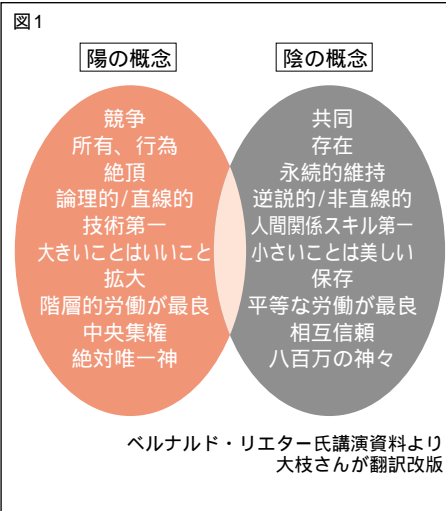 図1
陽の概念
陰の概念
競争
所有、行為
絶頂
論理的/直線的
技術第一
大きいことはいいこと
拡大
階層的労働が最良
中央集権
絶対唯一神
共同
存在
永続的維持
逆説的/非直線的
人間関係スキル第一
小さいことは美しい
保存
平等な労働が最良
相互信頼
八百万の神々
ベルナルド・リエター氏講演資料より
大枝さんが翻訳改版